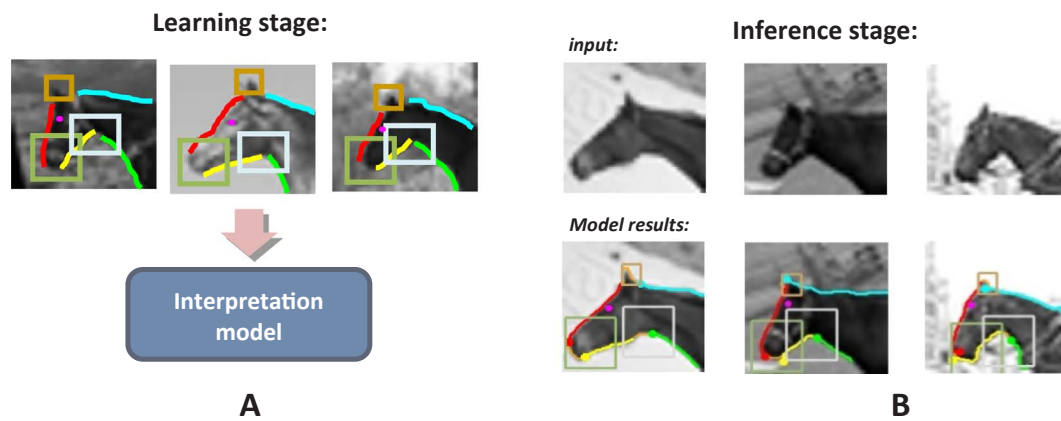 Learning stage:
Interpretation
model
A
Inference stage:
input:
Model results:
B